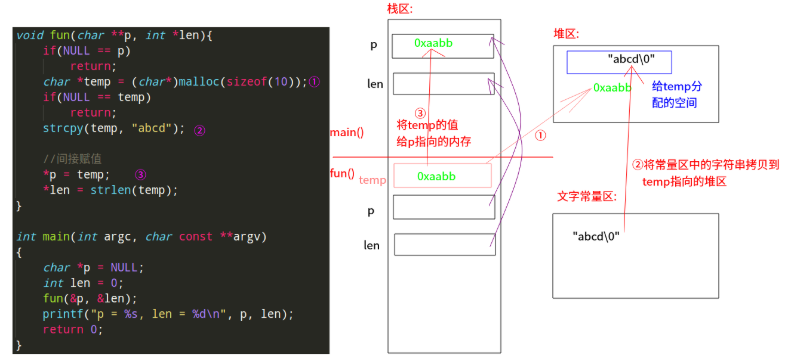 void fun(char **p, int *len){
if(NULL == p)
return;
char *temp = (char*)malloc(sizeof(10));①
if(NULL == temp)
return;
strcpy(temp, "abcd"); ②
//间接赋值
*p = temp; ③
*len = strlen(temp);
}
int main(int argc, char const **argv)
{
char *p = NULL;
int len = 0;
fun(&p, &len);
printf("p = %s, len = %d\n", p, len);
return 0;
}
栈区:
p
0xaabb
len
③
将temp的值
给p指向的内存
main()
fun()
temp
0xaabb
p
len
①
堆区:
"abcd\0"
0xaabb
给temp分
配的空间
②将常量区中的字符串拷贝到
temp指向的堆区
文字常量区:
"abcd\0"